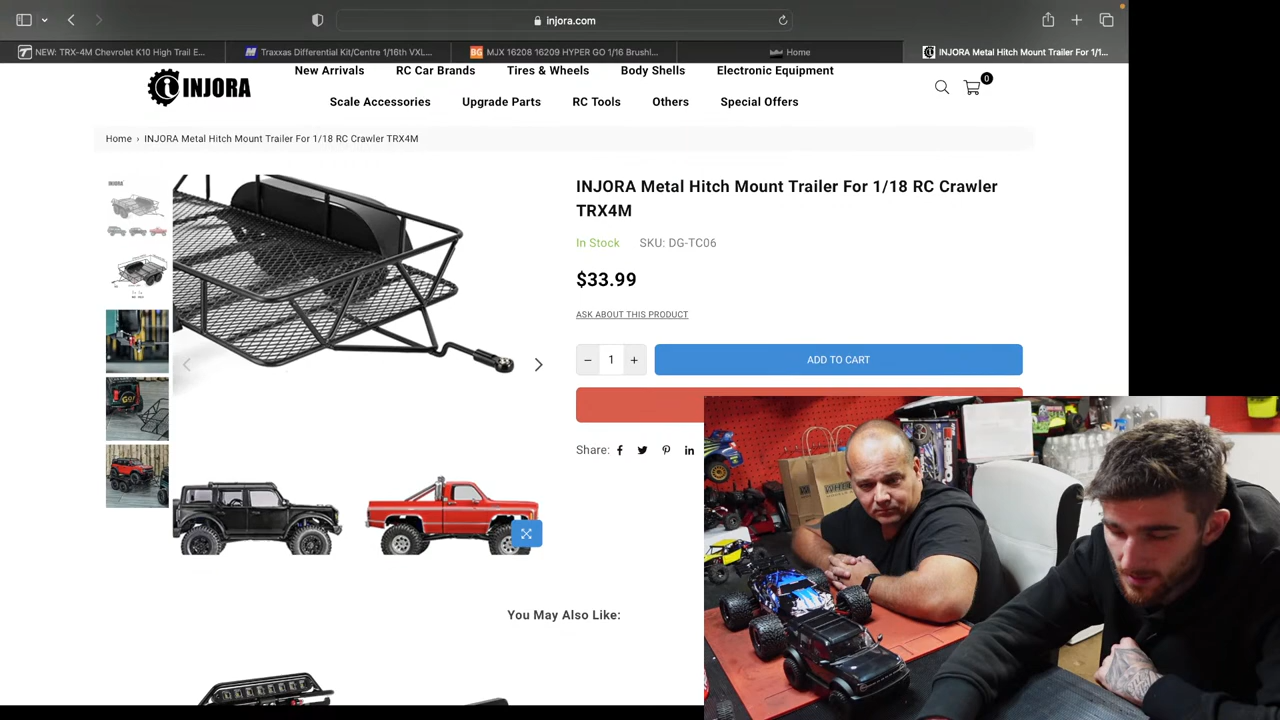 injora.com
NEW: TRX-4M Chevrolet K10 High Trail E...
Traxxas Differential Kit/Centre 1/16th VXL...
MJX 16208 16209 HYPER GO 1/16 Brushl...
Home
INJORA Metal Hitch Mount Trailer For 1/1...
INJORA
New Arrivals
RC Car Brands
Tires & Wheels
Body Shells
Electronic Equipment
0
Scale Accessories
Upgrade Parts
RC Tools
Others
Special Offers
Home › INJORA Metal Hitch Mount Trailer For 1/18 RC Crawler TRX4M
INJORA Metal Hitch Mount Trailer For 1/18 RC Crawler
TRX4M
In Stock
SKU: DG-TC06
$33.99
ASK ABOUT THIS PRODUCT
− 1 +
ADD TO CART
Share:
You May Also Like: